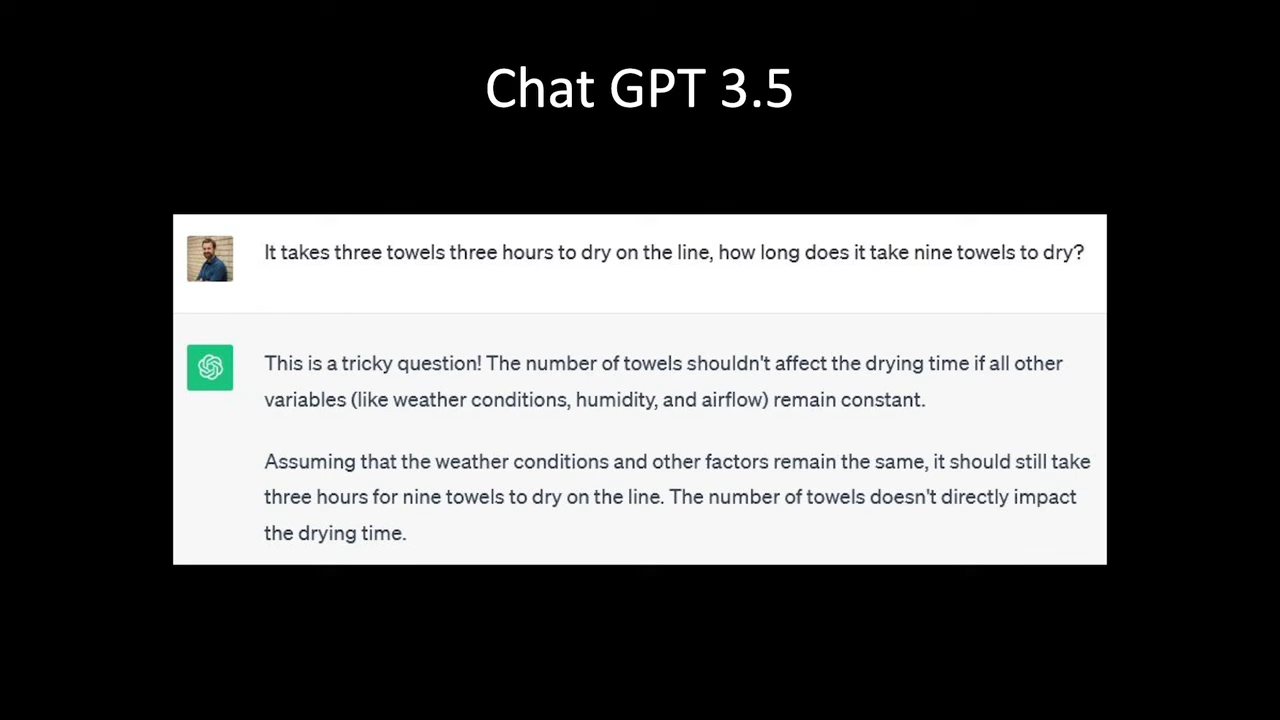 Chat GPT 3.5
It takes three towels three hours to dry on the line, how long does it take nine towels to dry?
This is a tricky question! The number of towels shouldn't affect the drying time if all other
variables (like weather conditions, humidity, and airflow) remain constant.
Assuming that the weather conditions and other factors remain the same, it should still take
three hours for nine towels to dry on the line. The number of towels doesn't directly impact
the drying time.